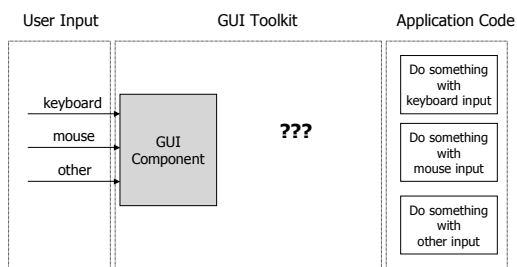 User Input
GUI Toolkit
Application Code
keyboard
mouse
other
GUI
Component
???
Do something
with
keyboard input
Do something
with
mouse input
Do something
with
other input